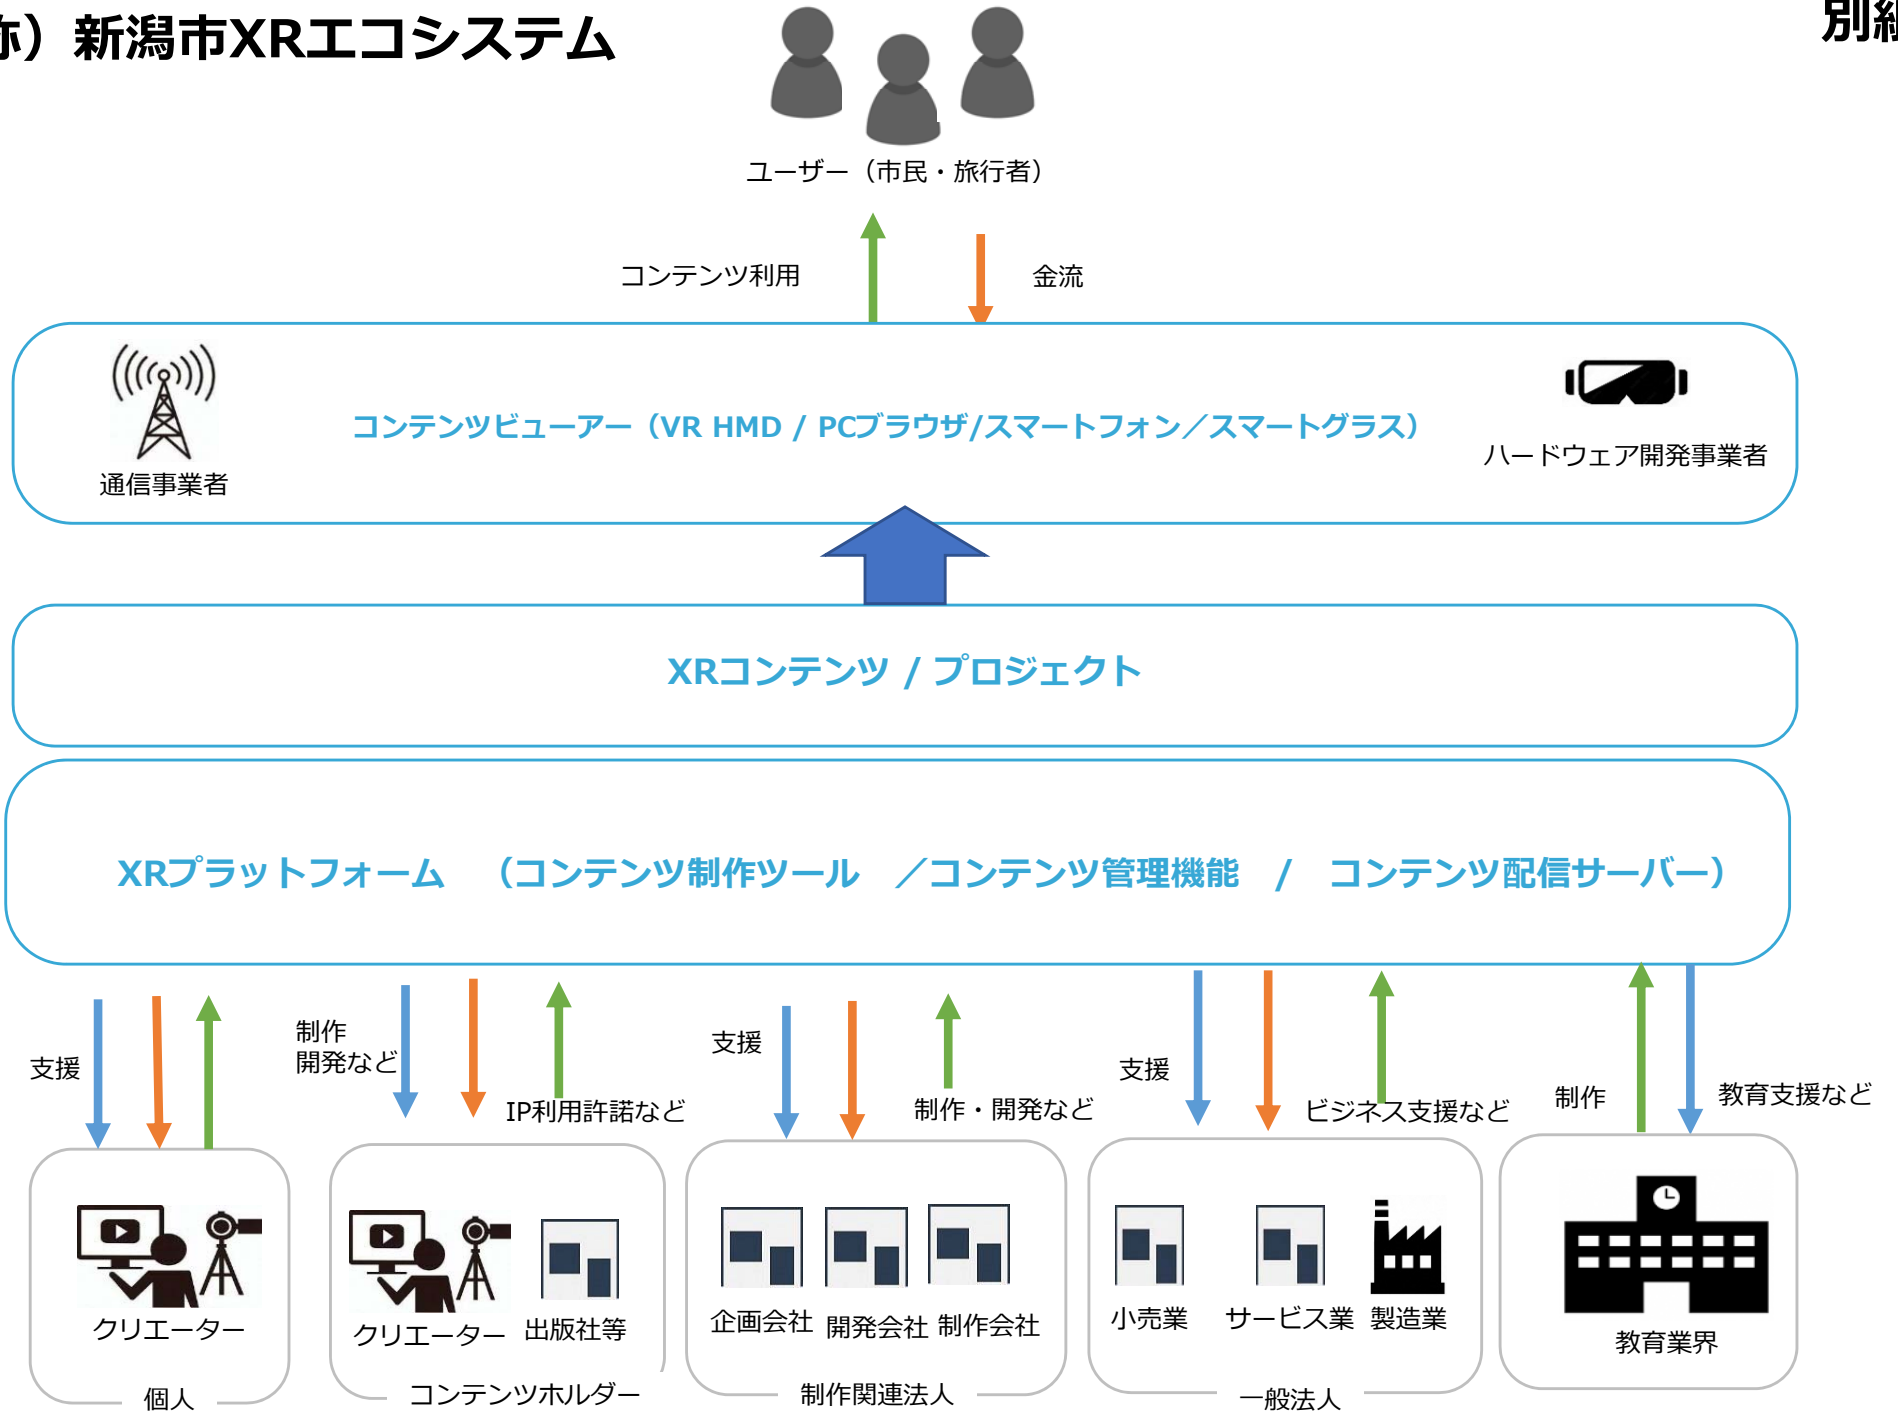 称）新潟市XRエコシステム
別紙
ユーザー（市民・旅行者）
コンテンツ利用
金流
コンテンツビューアー（VR HMD / PCブラウザ/スマートフォン／スマートグラス）
通信事業者
ハードウェア開発事業者
XRコンテンツ / プロジェクト
XRプラットフォーム　（コンテンツ制作ツール　／コンテンツ管理機能　/　コンテンツ配信サーバー）
支援
制作
開発など
IP利用許諾など
支援
制作・開発など
支援
ビジネス支援など
制作
教育支援など
クリエーター
個人
クリエーター
出版社等
コンテンツホルダー
企画会社
開発会社
制作会社
制作関連法人
小売業
サービス業
製造業
一般法人
教育業界